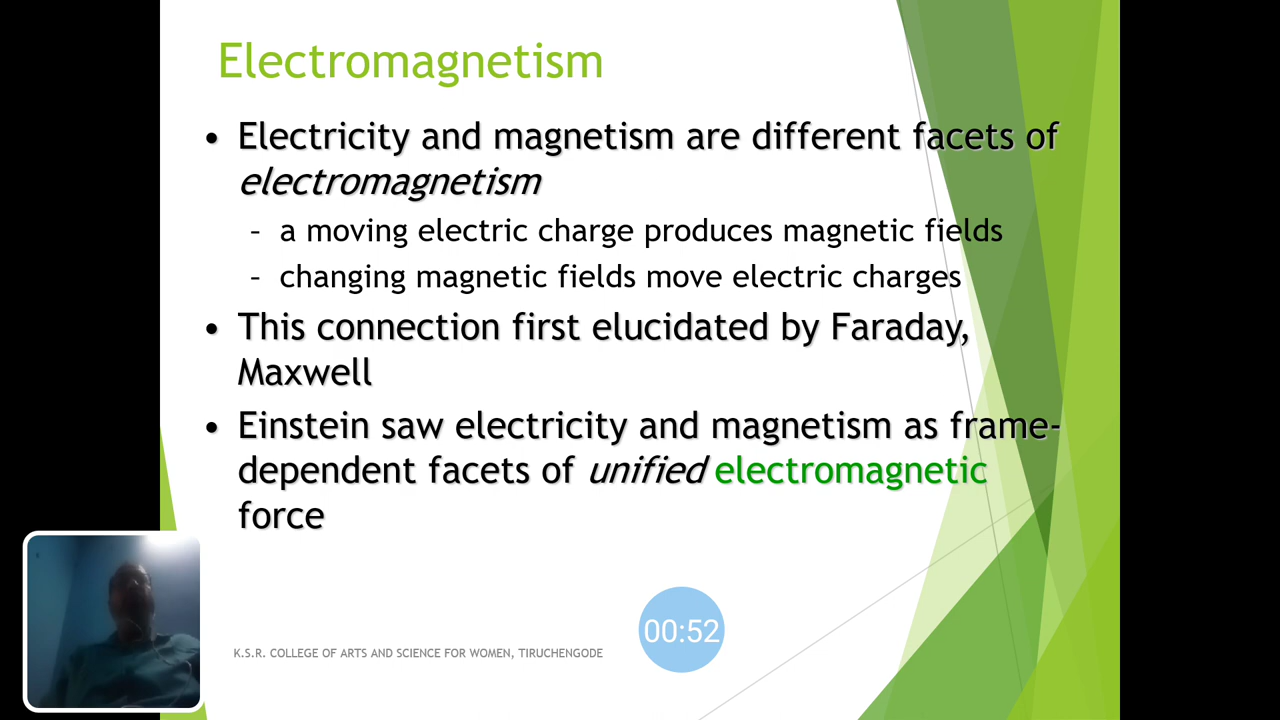 Electromagnetism
• Electricity and magnetism are different facets of
electromagnetism
– a moving electric charge produces magnetic fields
– changing magnetic fields move electric charges
• This connection first elucidated by Faraday,
Maxwell
• Einstein saw electricity and magnetism as frame-
dependent facets of unified electromagnetic
force
00:52
K.S.R. COLLEGE OF ARTS AND SCIENCE FOR WOMEN, TIRUCHENGODE